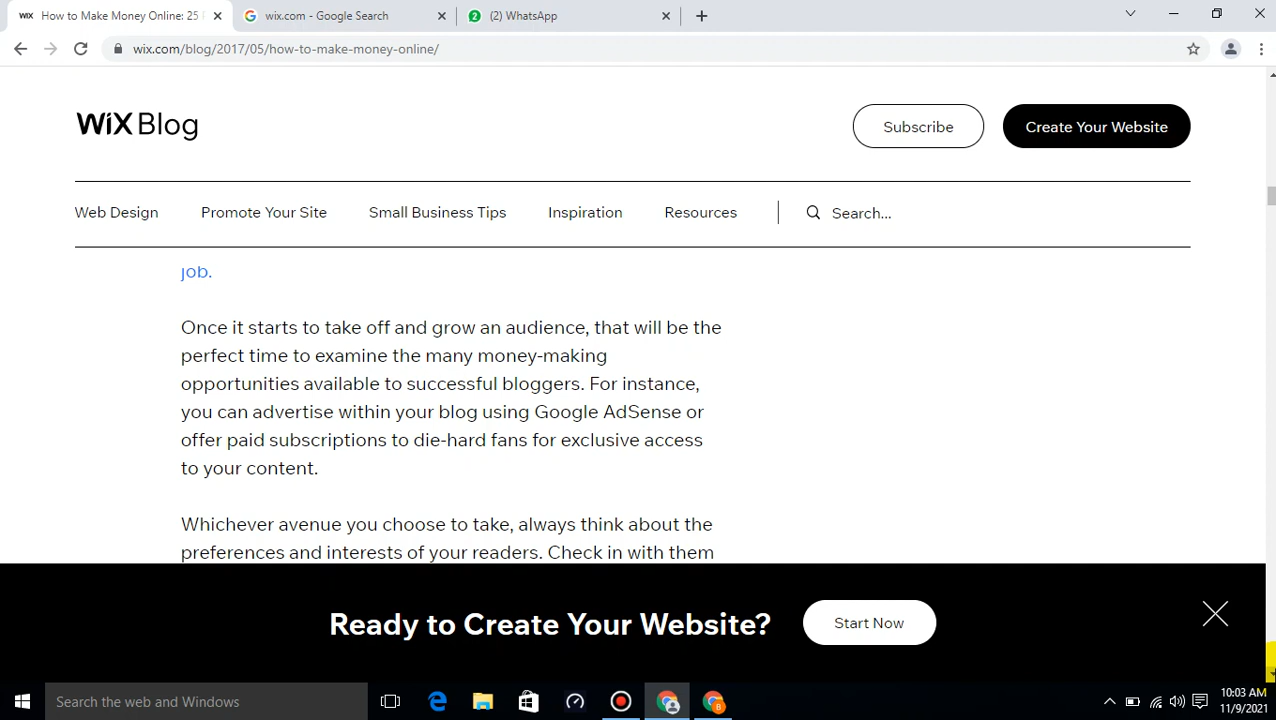 WiX How to Make Money Online: 25
wix.com - Google Search
2 (2) WhatsApp
wix.com/blog/2017/05/how-to-make-money-online/
WiX Blog
Subscribe
Create Your Website
Web Design
Promote Your Site
Small Business Tips
Inspiration
Resources
Search...
job.
Once it starts to take off and grow an audience, that will be the
perfect time to examine the many money-making
opportunities available to successful bloggers. For instance,
you can advertise within your blog using Google AdSense or
offer paid subscriptions to die-hard fans for exclusive access
to your content.
Whichever avenue you choose to take, always think about the
preferences and interests of your readers. Check in with them
Ready to Create Your Website?
Start Now
Search the web and Windows
B
10:03 AM
11/9/2021